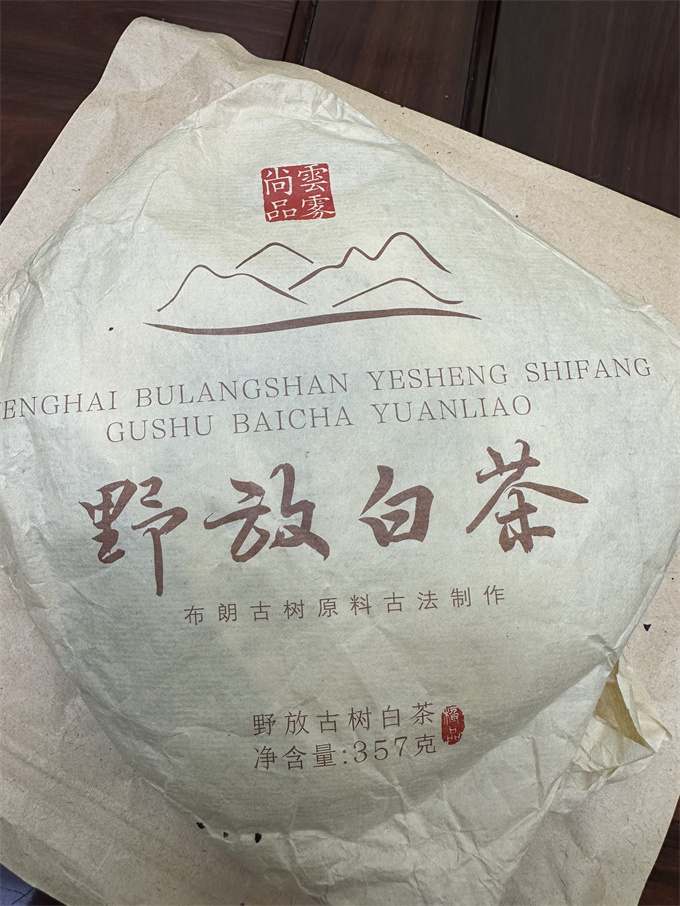 雲霧
尚品
ENGHAI BULANGSHAN YESHENG SHIFANG
GUSHU BAICHA YUANLIAO
野放白茶
布朗古树原料古法制作
野放古树白茶
極品
净含量:357克